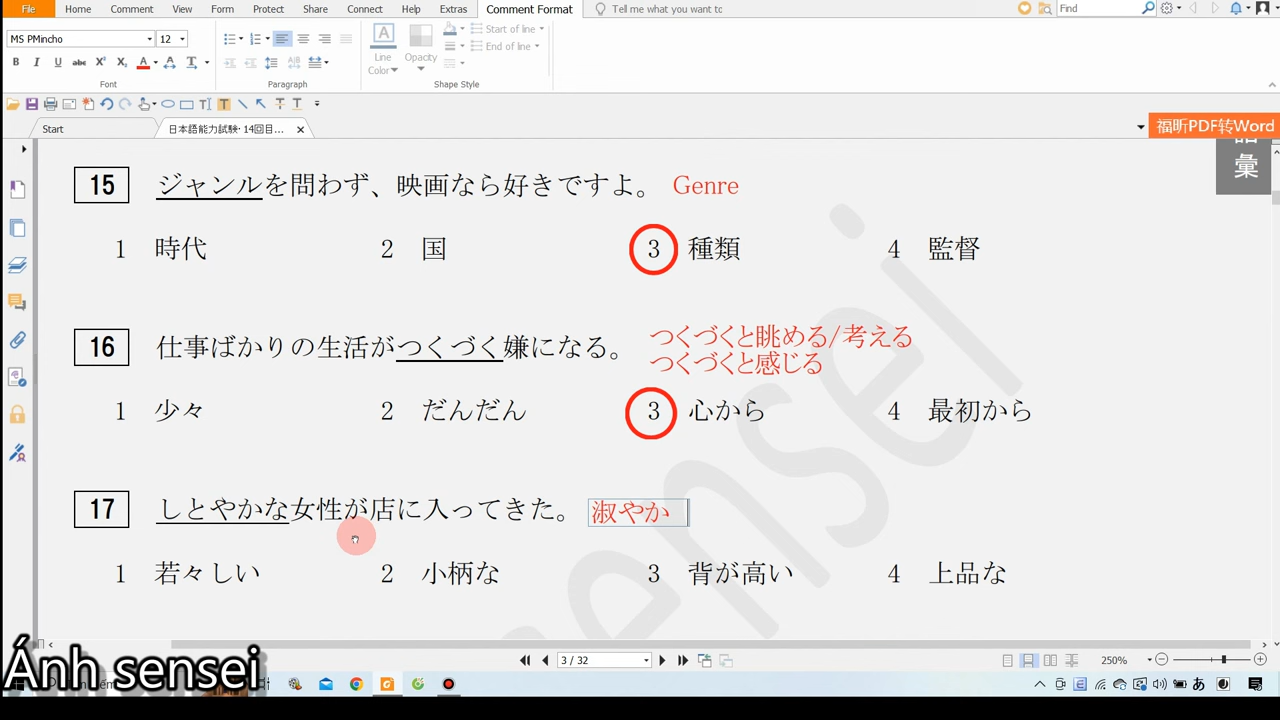 File Home Comment View Form Protect Share Connect Help Extras Comment Format Tell me what you want tc Find
MS PMincho 12
Line Color Opacity Start of line End of line
Font Paragraph Shape Style
Start 日本語能力試験· 14回目... 福昕PDF转Word
語彙
15 ジャンルを問わず、映画なら好きですよ。 Genre
1 時代 2 国 3 種類 4 監督
16 仕事ばかりの生活がつくづく嫌になる。 つくづくと眺める/考える
つくづくと感じる
1 少々 2 だんだん 3 心から 4 最初から
17 しとやかな女性が店に入ってきた。 淑やか
1 若々しい 2 小柄な 3 背が高い 4 上品な
sensei
3 / 32 250%
Ánh sensei